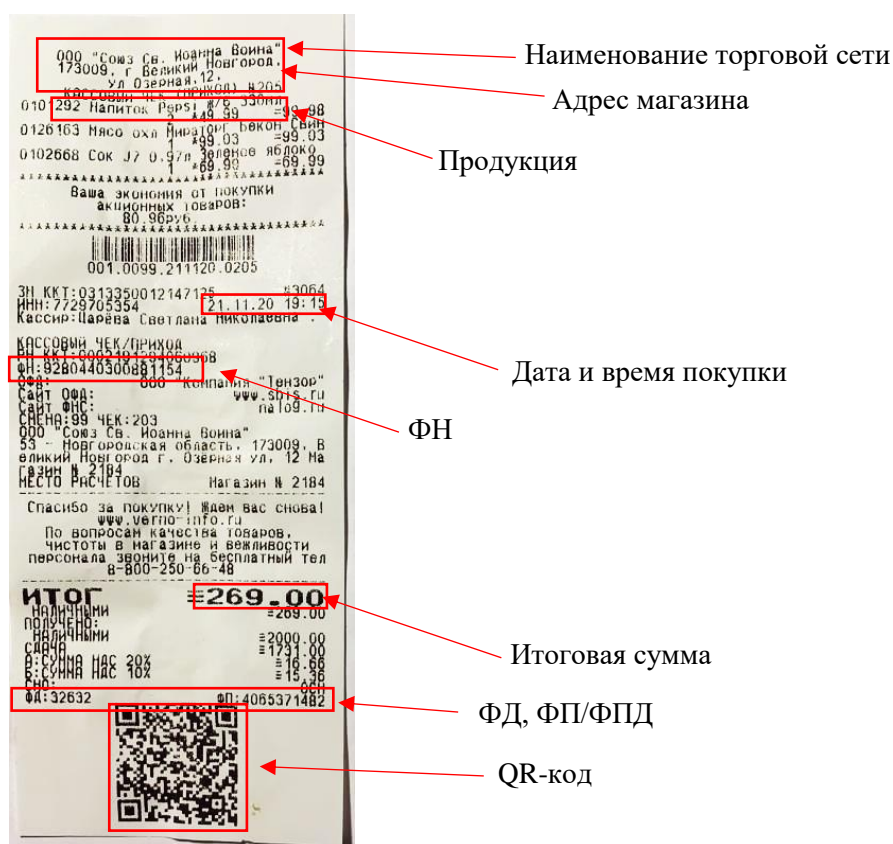 ООО "Союз Св. Иоанна Воина"
173009, г Великий Новгород,
ул Озерная,12,
КАССОВЫЙ ЧЕК (ПРИХОД) №205
0101292 Напиток Pepsi ж/б 330мл
2 *49.99 =99.98
0126163 Мясо охл Мираторг Бекон Свин
1 *99.03 =99.03
0102668 Сок J7 0.97л Зеленое яблоко
1 *69.99 =69.99
Ваша экономия от покупки
акционных товаров:
80.96руб.
001.0099.211120.0205
ЗН ККТ:0313350012147125 #3064
ИНН:7729705354 21.11.20 19:15
Кассир:Царёва Светлана Николаевна .
КАССОВЫЙ ЧЕК/ПРИХОД
РН ККТ:
ФН:9280440300881154
ОФД: ООО "Компания "Тензор"
Сайт ОФД: www.sbis.ru
Сайт ФНС: nalog.ru
СМЕНА:99 ЧЕК:203
ООО "Союз Св. Иоанна Воина"
53 - Новгородская область, 173009, В
еликий Новгород г. Озерная ул, 12 Ма
газин № 2184
МЕСТО РАСЧЕТОВ Магазин № 2184
Спасибо за покупку! Ждем вас снова!
www.verno-info.ru
По вопросам качества товаров,
чистоты в магазине и вежливости
персонала звоните на бесплатный тел
8-800-250-66-48
ИТОГ =269.00
НАЛИЧНЫМИ =269.00
ПОЛУЧЕНО:
НАЛИЧНЫМИ =2000.00
СДАЧА =1731.00
А:СУММА НДС 20% =16.66
Б:СУММА НДС 10% =15.36
СНО: ОСН
ФД:32632 ФП:4065371482
Наименование торговой сети
Адрес магазина
Продукция
Дата и время покупки
ФН
Итоговая сумма
ФД, ФП/ФПД
QR-код